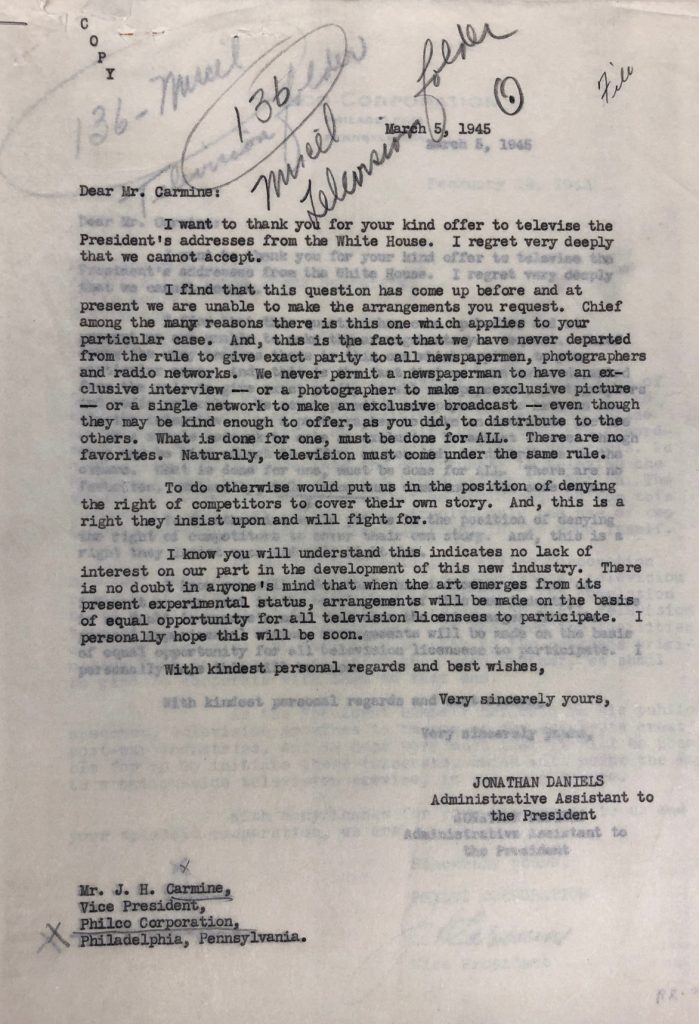 COPY
136
Miscel
Television folder
File
136 - Miscel
March 5, 1945
March 5, 1945
Dear Mr. Carmine:
I want to thank you for your kind offer to televise the
President's addresses from the White House. I regret very deeply
that we cannot accept.
I find that this question has come up before and at
present we are unable to make the arrangements you request. Chief
among the many reasons there is this one which applies to your
particular case. And, this is the fact that we have never departed
from the rule to give exact parity to all newspapermen, photographers
and radio networks. We never permit a newspaperman to have an ex-
clusive interview -- or a photographer to make an exclusive picture
-- or a single network to make an exclusive broadcast -- even though
they may be kind enough to offer, as you did, to distribute to the
others. What is done for one, must be done for ALL. There are no
favorites. Naturally, television must come under the same rule.
To do otherwise would put us in the position of denying
the right of competitors to cover their own story. And, this is a
right they insist upon and will fight for.
I know you will understand this indicates no lack of
interest on our part in the development of this new industry. There
is no doubt in anyone's mind that when the art emerges from its
present experimental status, arrangements will be made on the basis
of equal opportunity for all television licensees to participate. I
personally hope this will be soon.
With kindest personal regards and best wishes,
Very sincerely yours,
JONATHAN DANIELS
Administrative Assistant to
the President
Administrative Assistant to
the President
Mr. J. H. Carmine,
Vice President,
Philco Corporation,
Philadelphia, Pennsylvania.